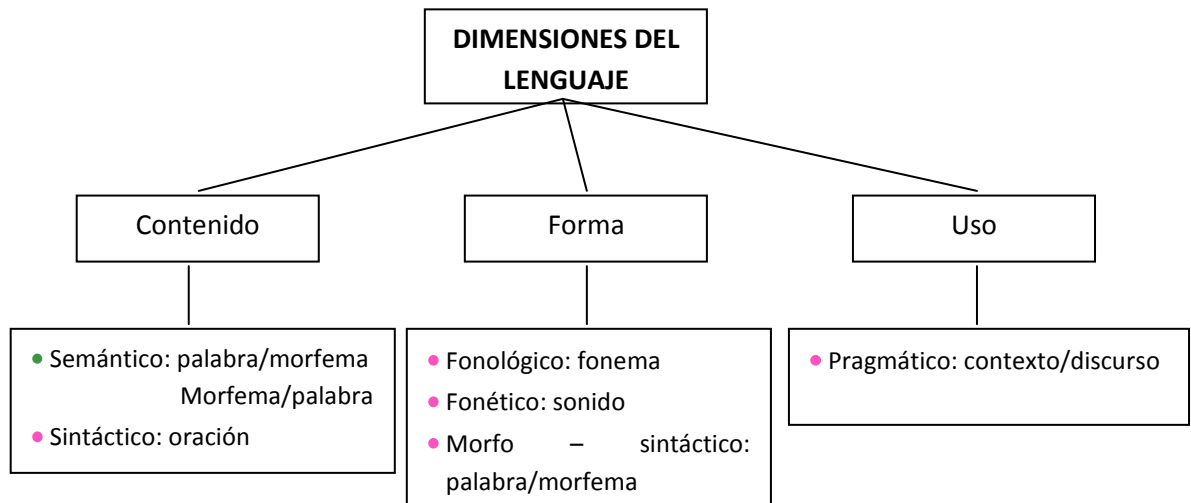 DIMENSIONES DEL
LENGUAJE
Contenido
Forma
Uso
• Semántico: palabra/morfema
Morfema/palabra
• Sintáctico: oración
• Fonológico: fonema
• Fonético: sonido
• Morfo – sintáctico:
palabra/morfema
• Pragmático: contexto/discurso